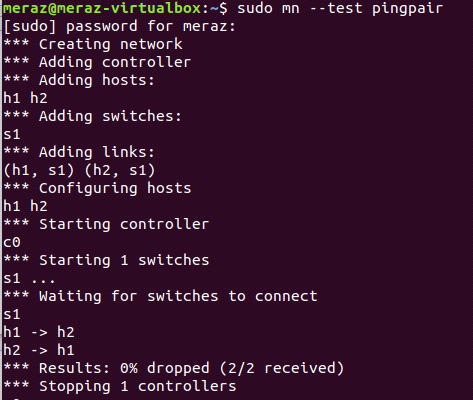 meraz@meraz-virtualbox:~$ sudo mn --test pingpair
[sudo] password for meraz:
*** Creating network
*** Adding controller
*** Adding hosts:
h1 h2
*** Adding switches:
s1
*** Adding links:
(h1, s1) (h2, s1)
*** Configuring hosts
h1 h2
*** Starting controller
c0
*** Starting 1 switches
s1 ...
*** Waiting for switches to connect
s1
h1 -> h2
h2 -> h1
*** Results: 0% dropped (2/2 received)
*** Stopping 1 controllers